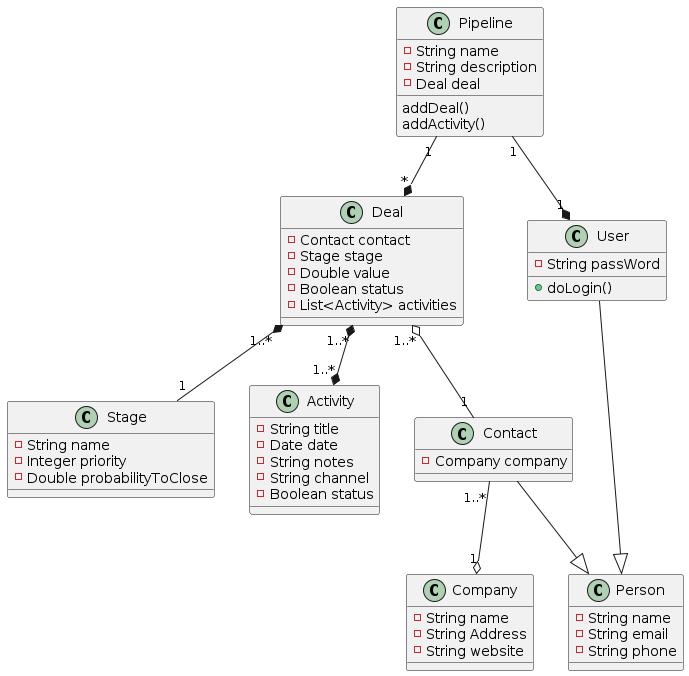 C Pipeline
String name
String description
Deal deal
addDeal()
addActivity()
1
1
*
1
C Deal
Contact contact
Stage stage
Double value
Boolean status
List<Activity> activities
C User
String passWord
doLogin()
1..*
1..*
1..*
1
1..*
1
C Stage
String name
Integer priority
Double probabilityToClose
C Activity
String title
Date date
String notes
String channel
Boolean status
C Contact
Company company
1..*
1
C Company
String name
String Address
String website
C Person
String name
String email
String phone